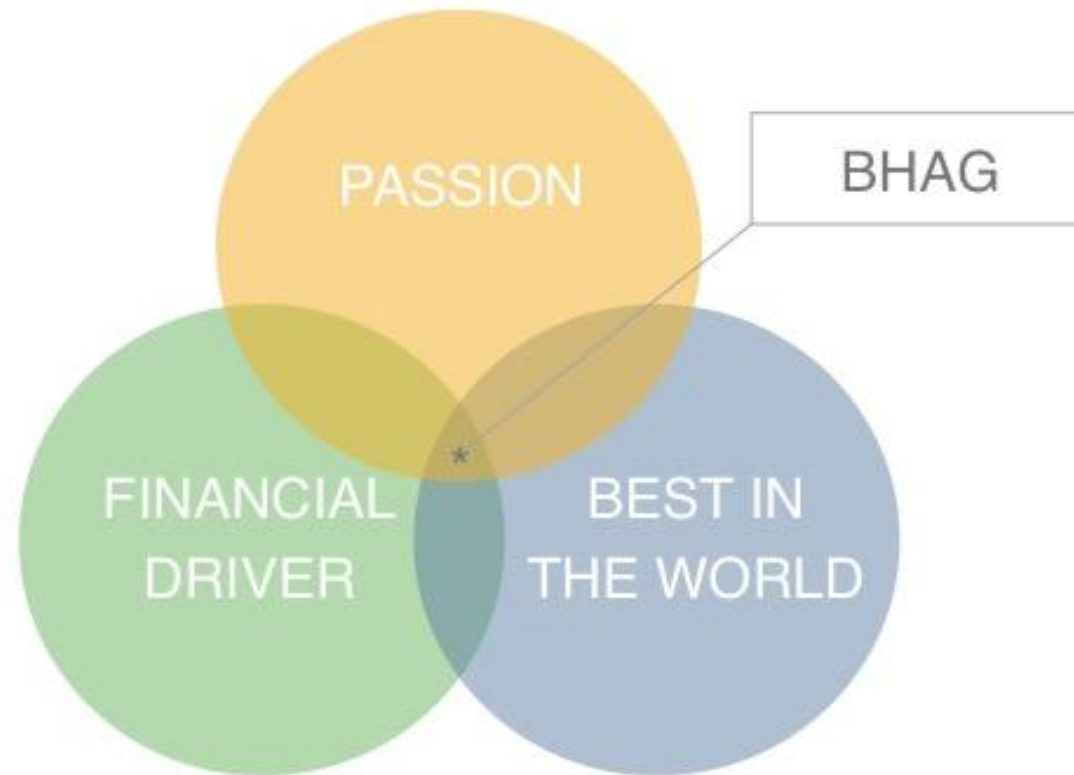 PASSION
BHAG
FINANCIAL
DRIVER
BEST IN
THE WORLD
*